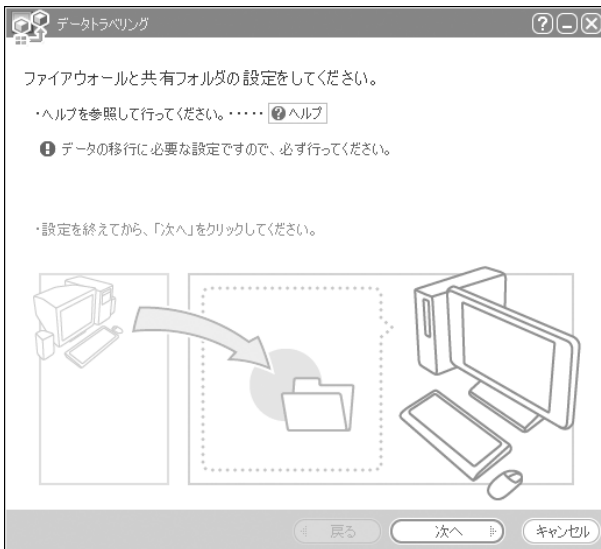 データトラベリング
ファイアウォールと共有フォルダの設定をしてください。
・ヘルプを参照して行ってください。・・・・・ ?ヘルプ
! データの移行に必要な設定ですので、必ず行ってください。
・設定を終えてから、「次へ」をクリックしてください。
戻る 次へ キャンセル